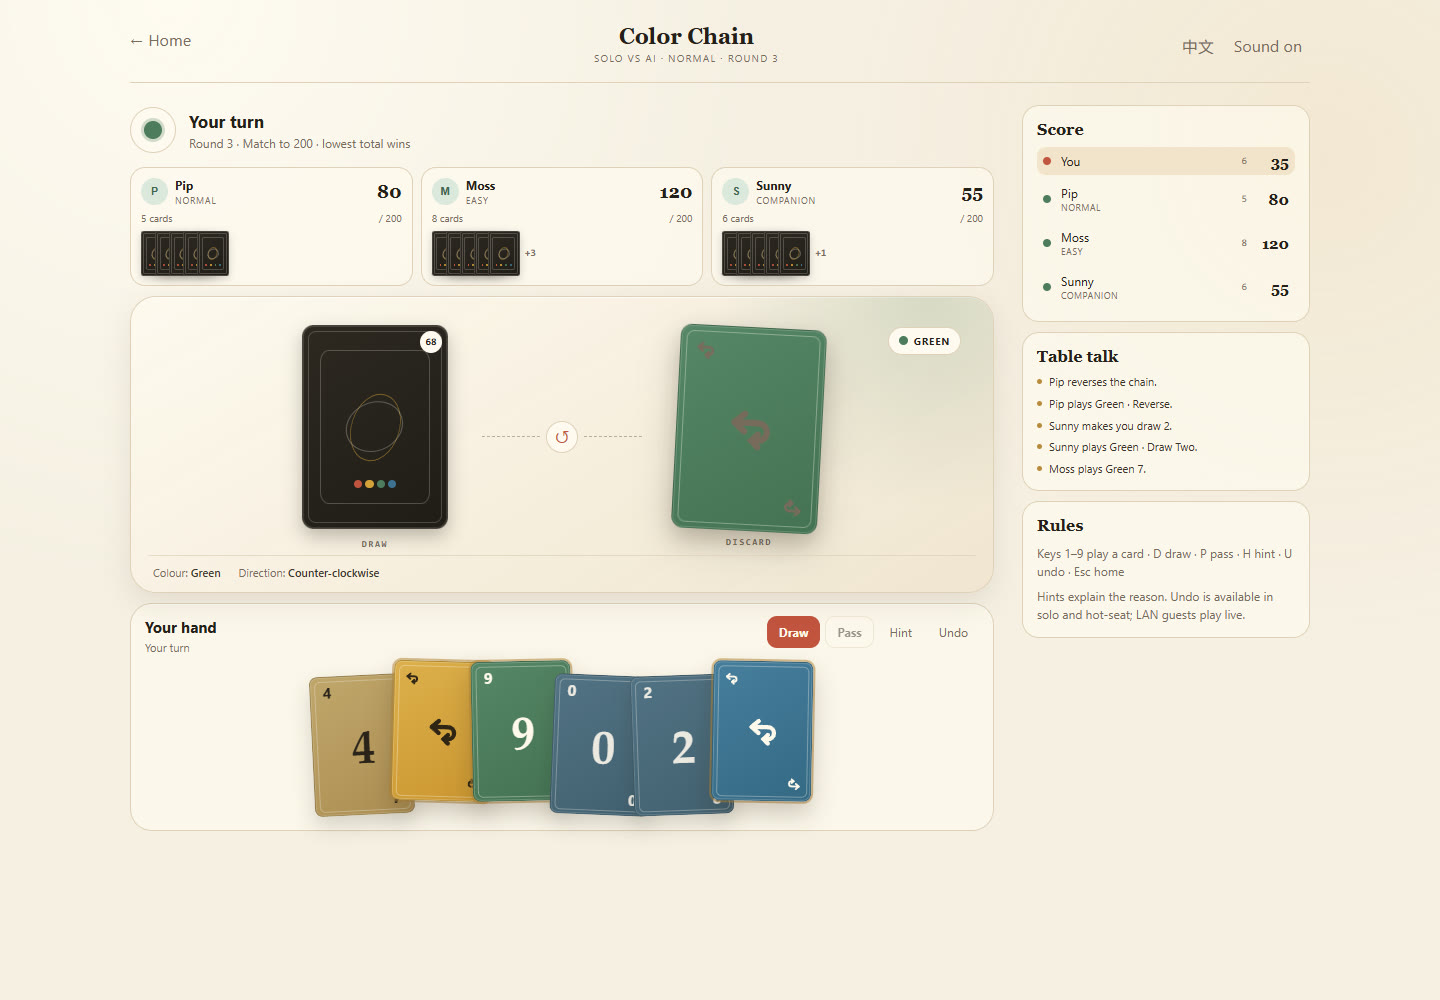 ← Home
Color Chain
SOLO VS AI · NORMAL · ROUND 3
中文
Sound on
Your turn
Round 3 · Match to 200 · lowest total wins
P
Pip
NORMAL
80
5 cards
/ 200
M
Moss
EASY
120
8 cards
/ 200
+3
S
Sunny
COMPANION
55
6 cards
/ 200
+1
68
DRAW
↺
GREEN
DISCARD
Colour: Green
Direction: Counter-clockwise
Your hand
Your turn
Draw
Pass
Hint
Undo
4
4
9
9
0
0
0
2
2
Score
You
6
35
Pip
NORMAL
5
80
Moss
EASY
8
120
Sunny
COMPANION
6
55
Table talk
Pip reverses the chain.
Pip plays Green · Reverse.
Sunny makes you draw 2.
Sunny plays Green · Draw Two.
Moss plays Green 7.
Rules
Keys 1–9 play a card · D draw · P pass · H hint · U
undo · Esc home
Hints explain the reason. Undo is available in
solo and hot-seat; LAN guests play live.